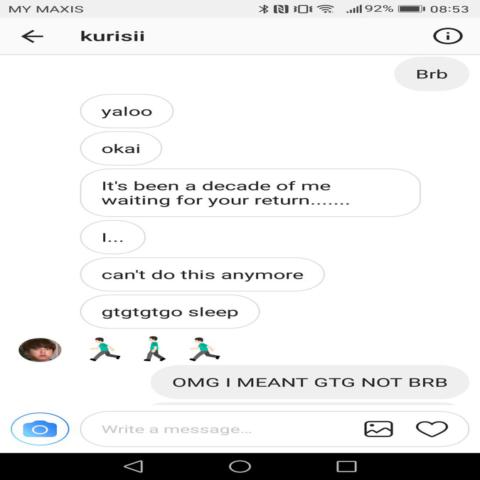 MY MAXIS 92% 08:53
kurisii
Brb
yaloo
okai
It's been a decade of me
waiting for your return.......
I...
can't do this anymore
gtgtgtgo sleep
OMG I MEANT GTG NOT BRB
Write a message...